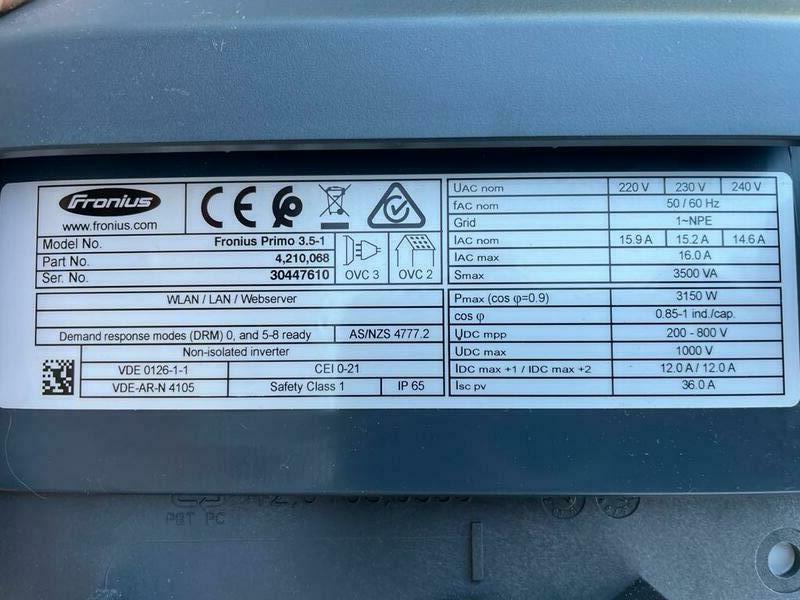 Fronius
www.fronius.com
CE
Model No. Fronius Primo 3.5-1
Part No. 4,210,068
Ser. No. 30447610
OVC 3 OVC 2
WLAN / LAN / Webserver
Demand response modes (DRM) 0, and 5-8 ready AS/NZS 4777.2
Non-isolated inverter
VDE 0126-1-1 CEI 0-21
VDE-AR-N 4105 Safety Class 1 IP 65
UAC nom 220 V 230 V 240 V
fAC nom 50 / 60 Hz
Grid 1~NPE
IAC nom 15.9 A 15.2 A 14.6 A
IAC max 16.0 A
Smax 3500 VA
Pmax (cos φ=0.9) 3150 W
cos φ 0.85-1 ind./cap.
UDC mpp 200 - 800 V
UDC max 1000 V
IDC max +1 / IDC max +2 12.0 A / 12.0 A
Isc pv 36.0 A
PBT PC